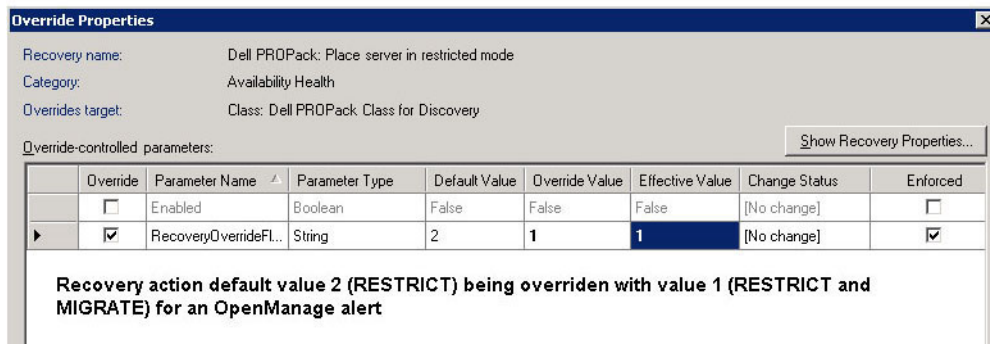 Override Properties
Recovery name: Dell PROPack: Place server in restricted mode
Category: Availability Health
Overrides target: Class: Dell PROPack Class for Discovery
Override-controlled parameters: Show Recovery Properties...
Override Parameter Name Parameter Type Default Value Override Value Effective Value Change Status Enforced
Enabled Boolean False False False [No change]
RecoveryOverrideFl... String 2 1 1 [No change]
Recovery action default value 2 (RESTRICT) being overriden with value 1 (RESTRICT and
MIGRATE) for an OpenManage alert